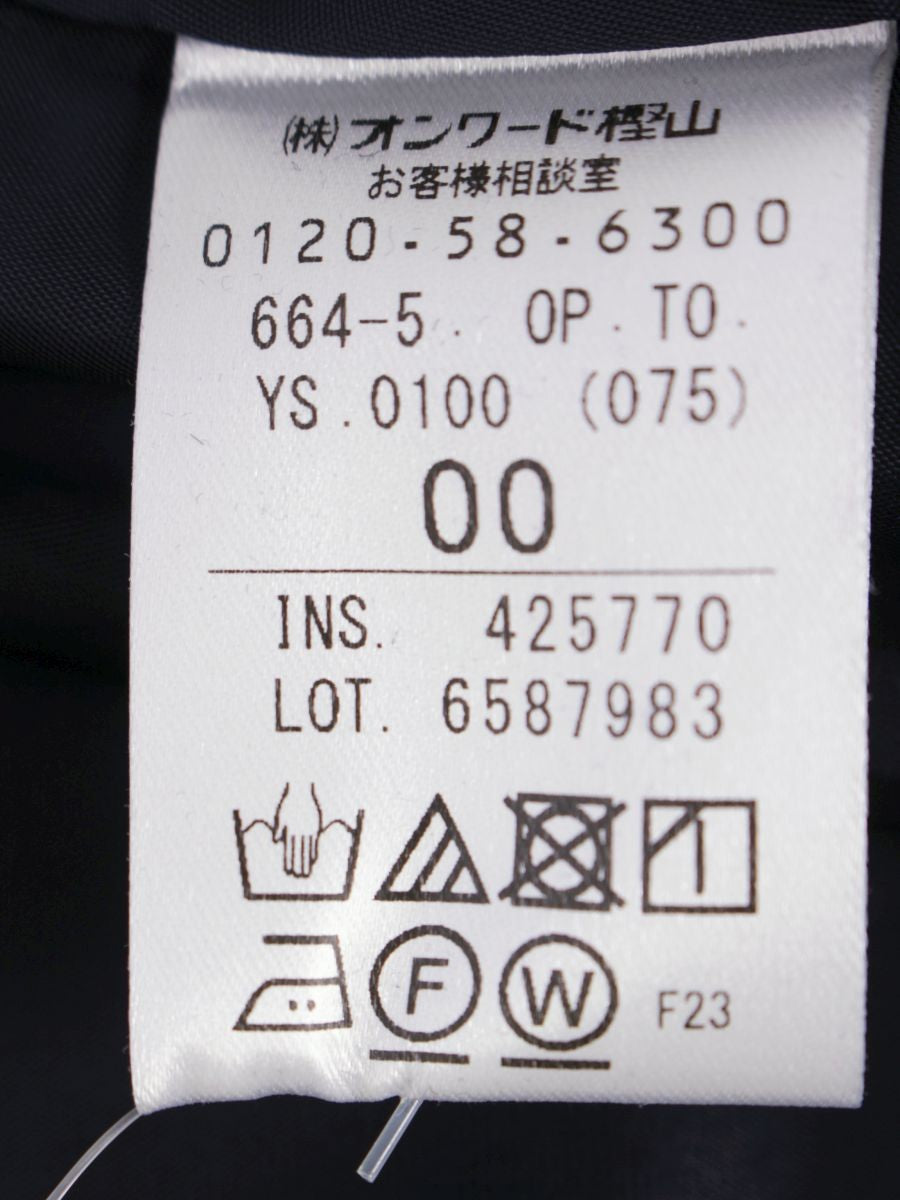 (株)オンワード樫山
お客様相談室
0120-58-6300
664-5. OP. TO.
YS.0100 (075)
00
INS. 425770
LOT. 6587983
F W F23